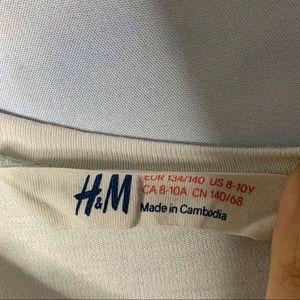 H&M
EUR 134/140 US 8-10Y
CA 8-10A CN 140/68
Made in Cambodia